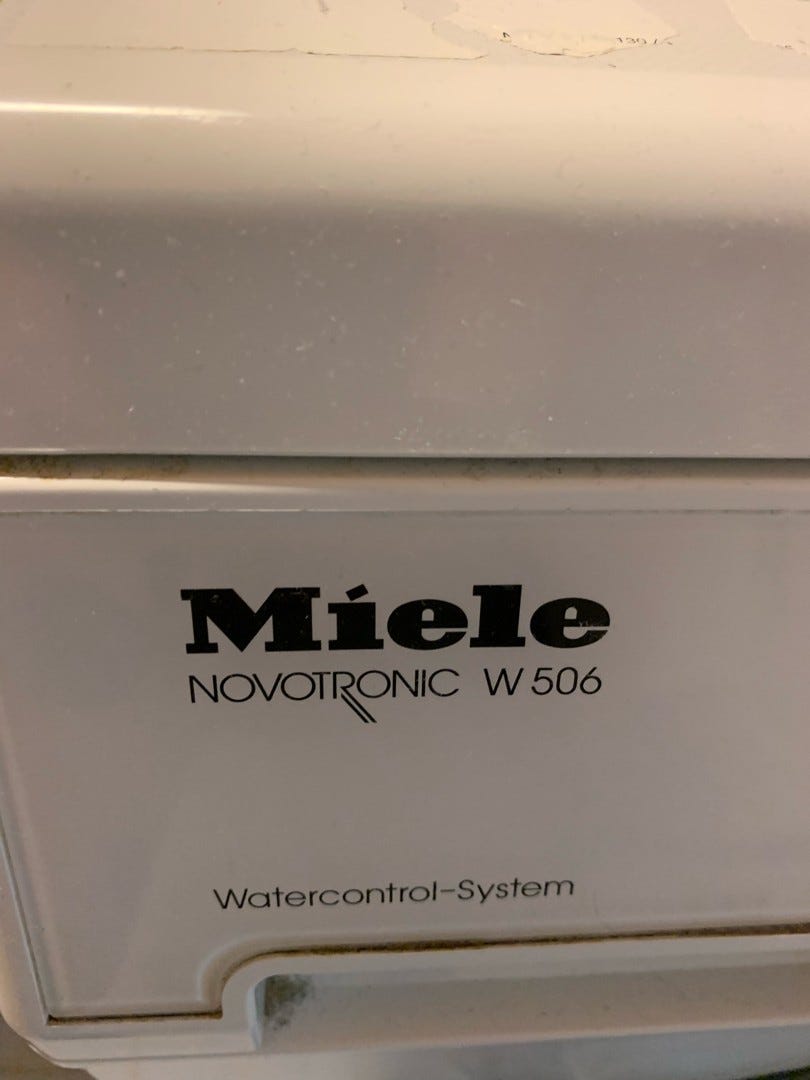 Miele
NOVOTRONIC W 506
Watercontrol-System